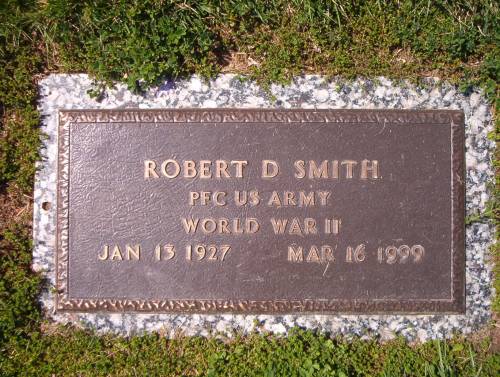 ROBERT D SMITH
PFC US ARMY
WORLD WAR II
JAN 13 1927 MAR 16 1999